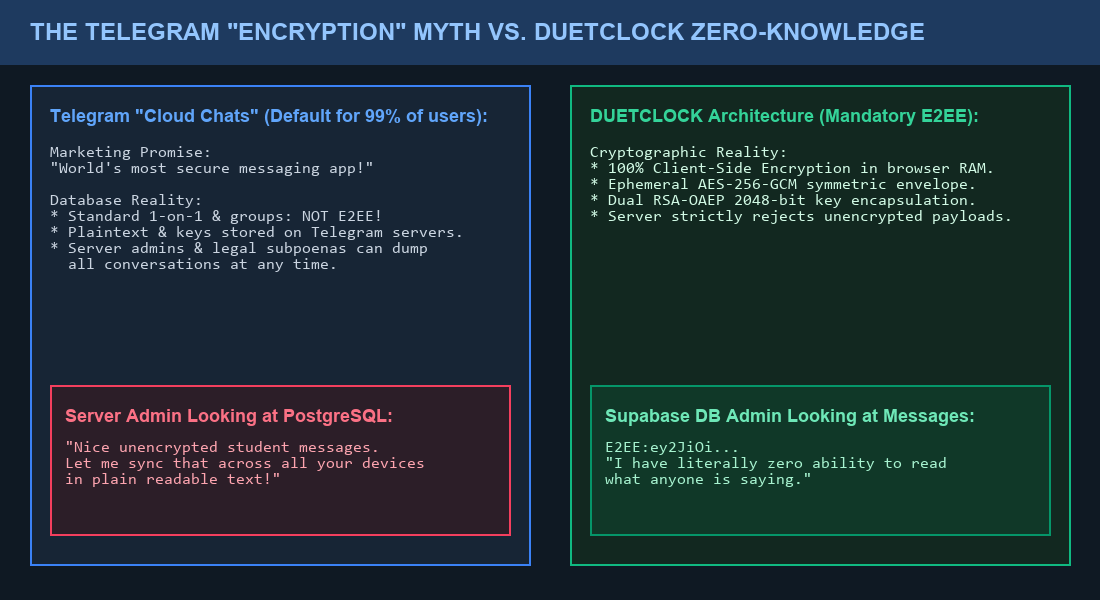 THE TELEGRAM "ENCRYPTION" MYTH VS. DUETCLOCK ZERO-KNOWLEDGE
Telegram "Cloud Chats" (Default for 99% of users):
Marketing Promise:
"World's most secure messaging app!"
Database Reality:
* Standard 1-on-1 & groups: NOT E2EE!
* Plaintext & keys stored on Telegram servers.
* Server admins & legal subpoenas can dump
all conversations at any time.
Server Admin Looking at PostgreSQL:
"Nice unencrypted student messages.
Let me sync that across all your devices
in plain readable text!"
DUETCLOCK Architecture (Mandatory E2EE):
Cryptographic Reality:
* 100% Client-Side Encryption in browser RAM.
* Ephemeral AES-256-GCM symmetric envelope.
* Dual RSA-OAEP 2048-bit key encapsulation.
* Server strictly rejects unencrypted payloads.
Supabase DB Admin Looking at Messages:
E2EE:ey2JiOi...
"I have literally zero ability to read
what anyone is saying."